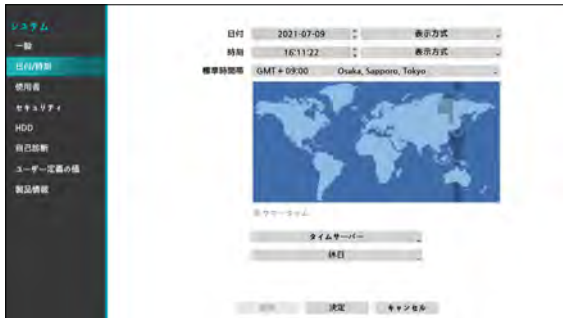 システム
一般
日付/時刻
使用者
セキュリティ
HDD
自己診断
ユーザー定義の値
製品情報
日付 2021-07-09 表示方式
時刻 16:11:22 表示方式
標準時間帯 GMT + 09:00 Osaka, Sapporo, Tokyo
サマータイム
タイムサーバー
休日
決定 キャンセル